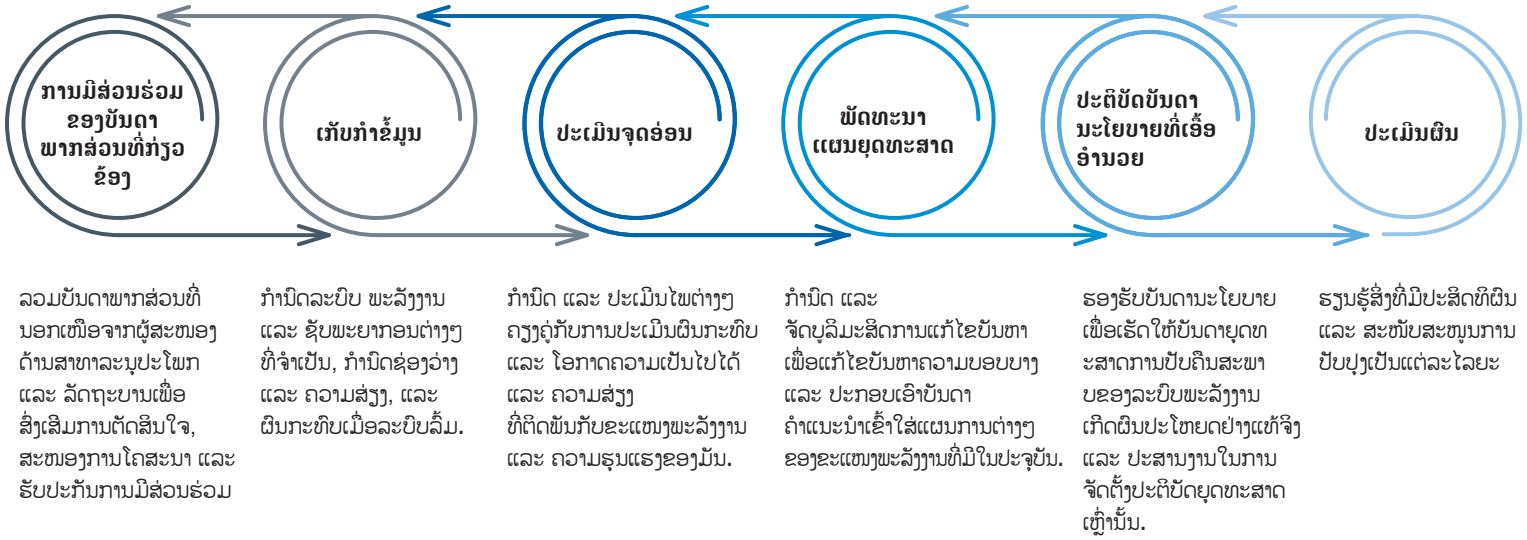 ການມີສ່ວນຮ່ວມ
ຂອງບັນດາ
ພາກສ່ວນທີ່ກ່ຽວ
ຂ້ອງ
ເກັບກຳຂໍ້ມູນ
ປະເມີນຈຸດອ່ອນ
ພັດທະນາ
ແຜນຍຸດທະສາດ
ປະຕິບັດບັນດາ
ນະໂຍບາຍທີ່ເອື້ອ
ອຳນວຍ
ປະເມີນຜົນ
ລວມບັນດາພາກສ່ວນທີ່
ນອກເໜືອຈາກຜູ້ສະໜອງ
ດ້ານສາທາລະນຸປະໂພກ
ແລະ ລັດຖະບານເພື່ອ
ສົ່ງເສີມການຕັດສິນໃຈ,
ສະໜອງການໂຄສະນາ ແລະ
ຮັບປະກັນການມີສ່ວນຮ່ວມ
ກຳນົດລະບົບ ພະລັງງານ
ແລະ ຊັບພະຍາກອນຕ່າງໆ
ທີ່ຈຳເປັນ, ກຳນົດຊ່ອງວ່າງ
ແລະ ຄວາມສ່ຽງ, ແລະ
ຜົນກະທົບເມື່ອລະບົບລົ້ມ.
ກຳນົດ ແລະ ປະເມີນໄພຕ່າງໆ
ຄຽງຄູ່ກັບການປະເມີນຜົນກະທົບ
ແລະ ໂອກາດຄວາມເປັນໄປໄດ້
ແລະ ຄວາມສ່ຽງ
ທີ່ຕິດພັນກັບຂະແໜງພະລັງງານ
ແລະ ຄວາມຮຸນແຮງຂອງມັນ.
ກຳນົດ ແລະ
ຈັດບູລິມະສິດການແກ້ໄຂບັນຫາ
ເພື່ອແກ້ໄຂບັນຫາຄວາມບອບບາງ
ແລະ ປະກອບເອົາບັນດາ
ຄຳແນະນຳເຂົ້າໃສ່ແຜນການຕ່າງໆ
ຂອງຂະແໜງພະລັງງານທີ່ມີໃນປະຈຸບັນ.
ຮອງຮັບບັນດານະໂຍບາຍ
ເພື່ອເຮັດໃຫ້ບັນດາຍຸດທ
ະສາດການປັບຄືນສະພາ
ບຂອງລະບົບພະລັງງານ
ເກີດຜົນປະໂຫຍດຢ່າງແທ້ຈິງ
ແລະ ປະສານງານໃນການ
ຈັດຕັ້ງປະຕິບັດຍຸດທະສາດ
ເຫຼົ່ານັ້ນ.
ຮຽນຮູ້ສິ່ງທີ່ມີປະສິດທິຜົນ
ແລະ ສະໜັບສະໜູນການ
ປັບປຸງເປັນແຕ່ລະໄລຍະ